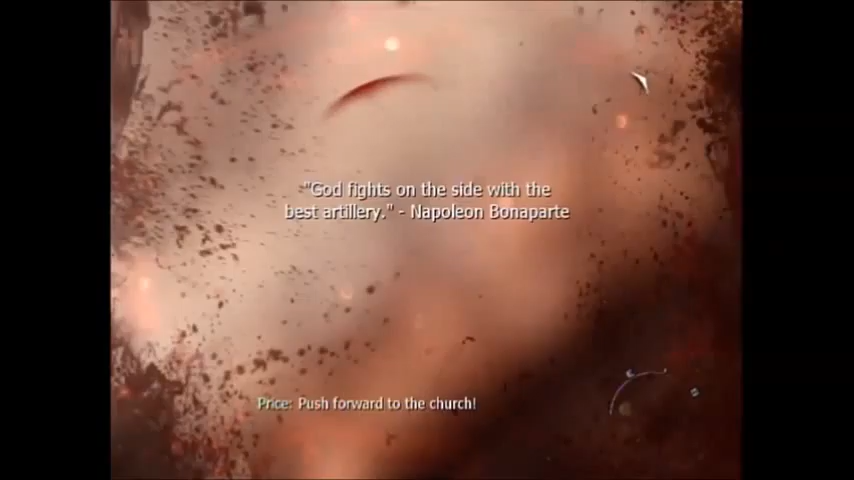 "God fights on the side with the
best artillery." - Napoleon Bonaparte
Price: Push forward to the church!